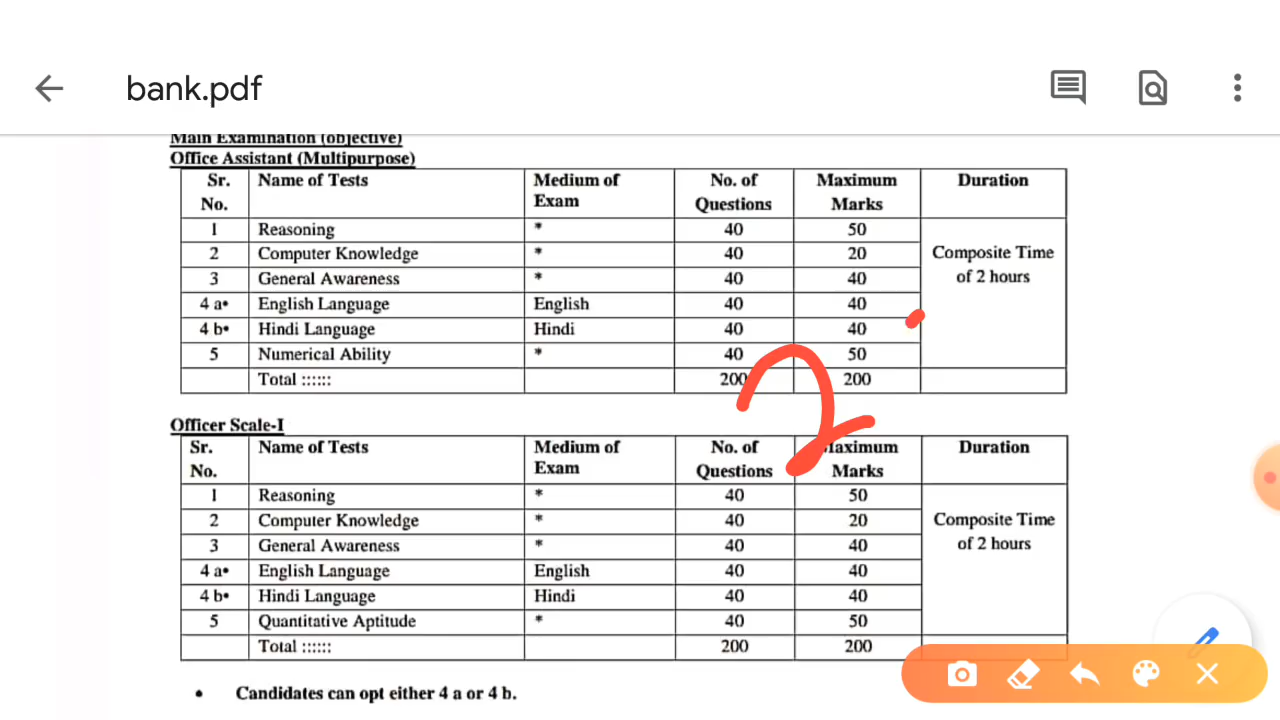 bank.pdf
Main Examination (objective)
Office Assistant (Multipurpose)
Sr. No. Name of Tests Medium of Exam No. of Questions Maximum Marks Duration
1 Reasoning * 40 50 Composite Time of 2 hours
2 Computer Knowledge * 40 20
3 General Awareness * 40 40
4 a• English Language English 40 40
4 b• Hindi Language Hindi 40 40
5 Numerical Ability * 40 50
Total :::::: 200 200
2
Officer Scale-I
Sr. No. Name of Tests Medium of Exam No. of Questions Maximum Marks Duration
1 Reasoning * 40 50 Composite Time of 2 hours
2 Computer Knowledge * 40 20
3 General Awareness * 40 40
4 a• English Language English 40 40
4 b• Hindi Language Hindi 40 40
5 Quantitative Aptitude * 40 50
Total :::::: 200 200
• Candidates can opt either 4 a or 4 b.